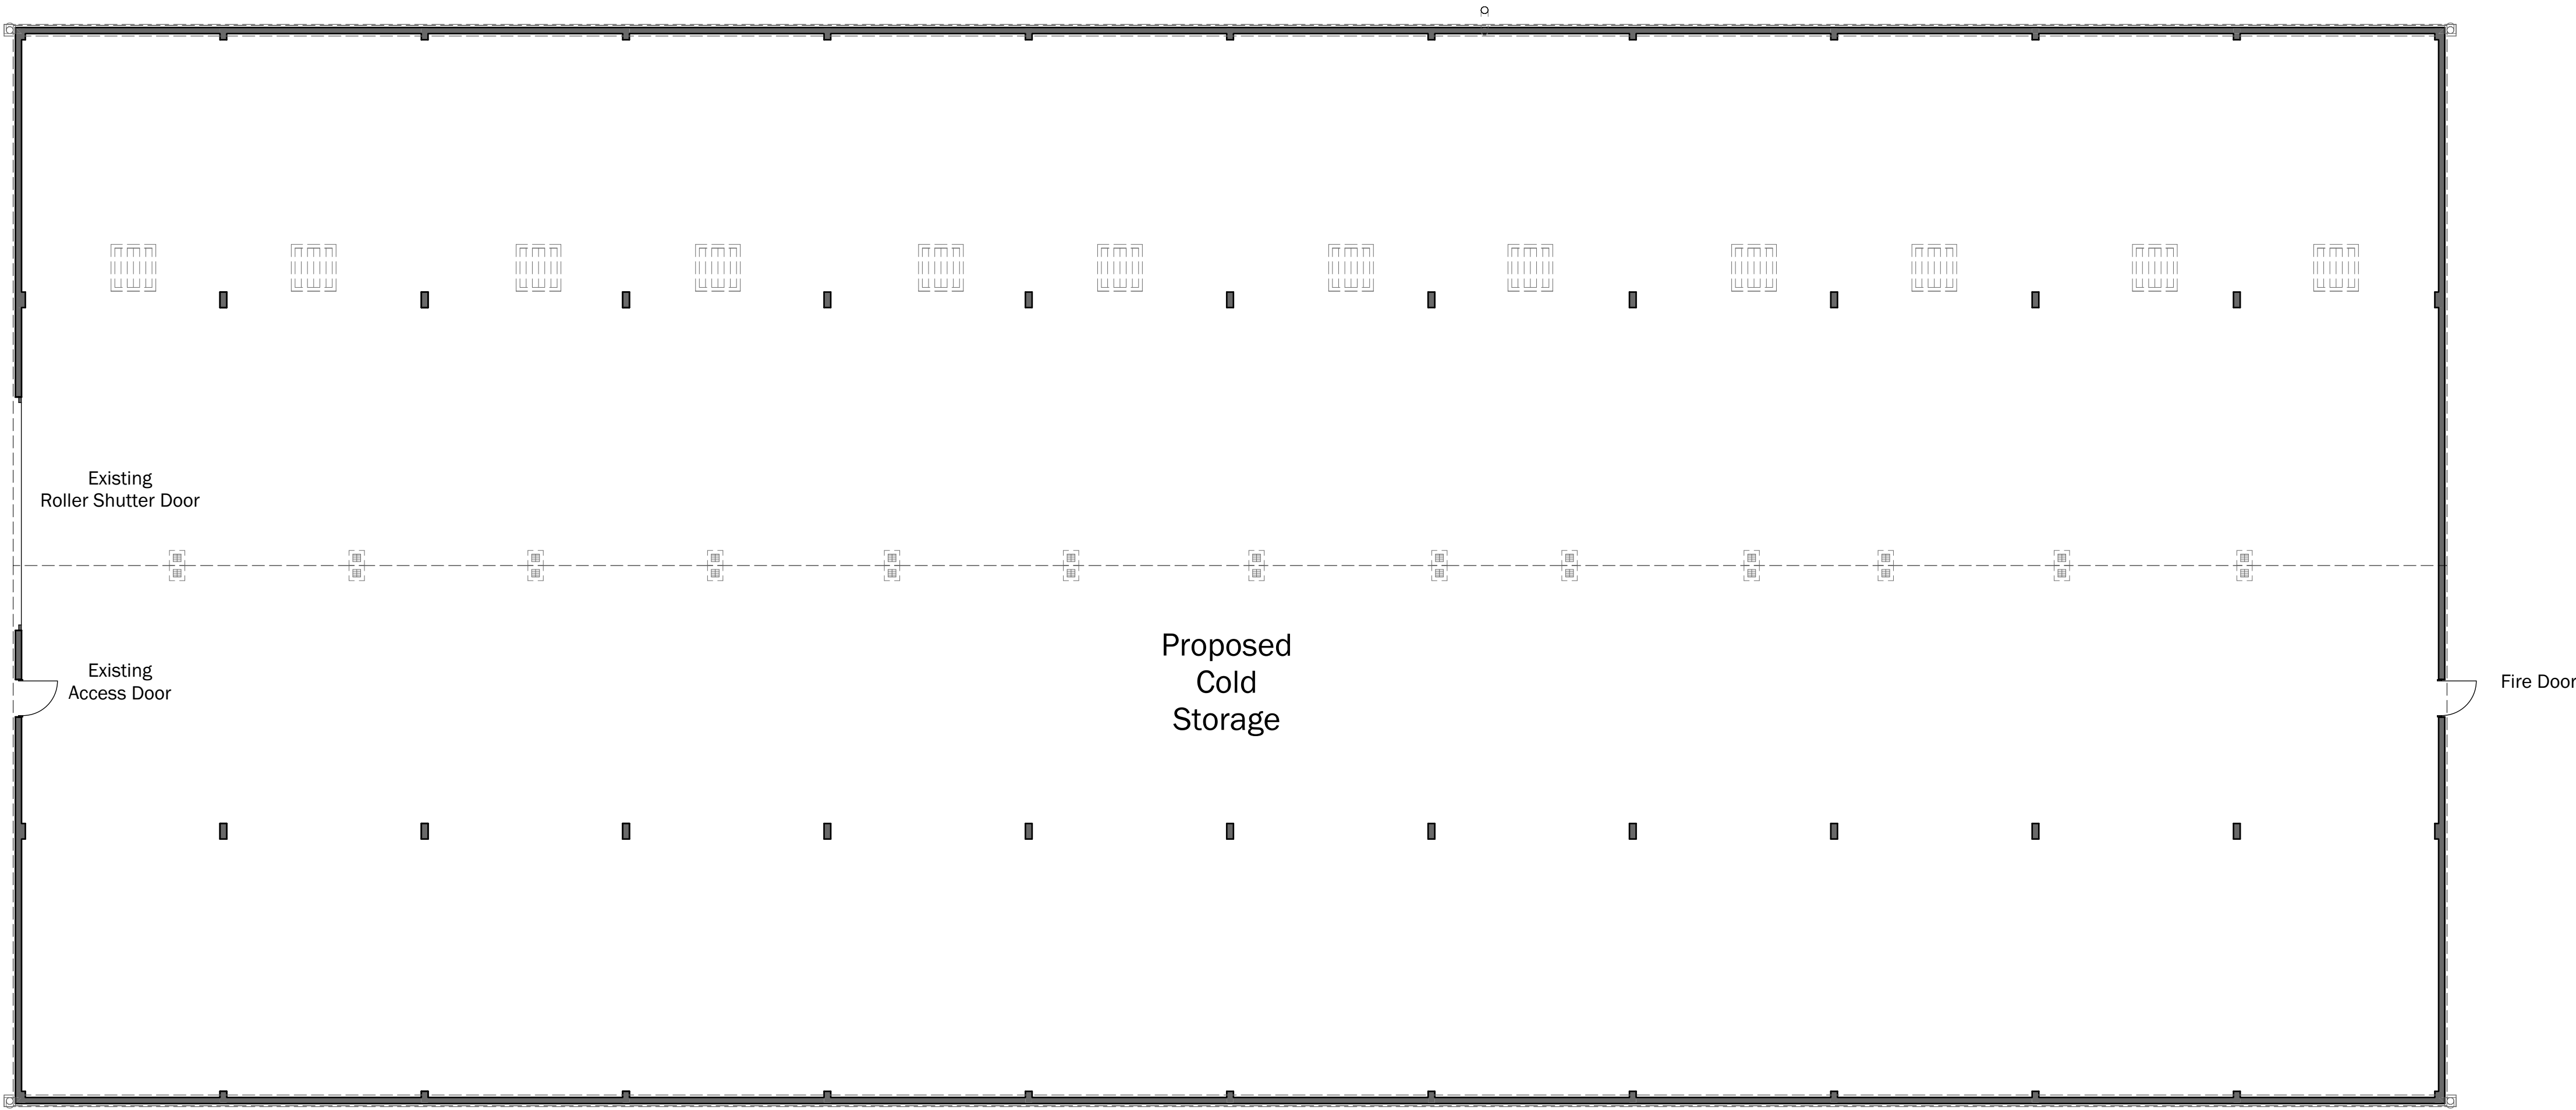 Existing
Roller Shutter Door
Existing
Access Door
Proposed
Cold
Storage
Fire Door